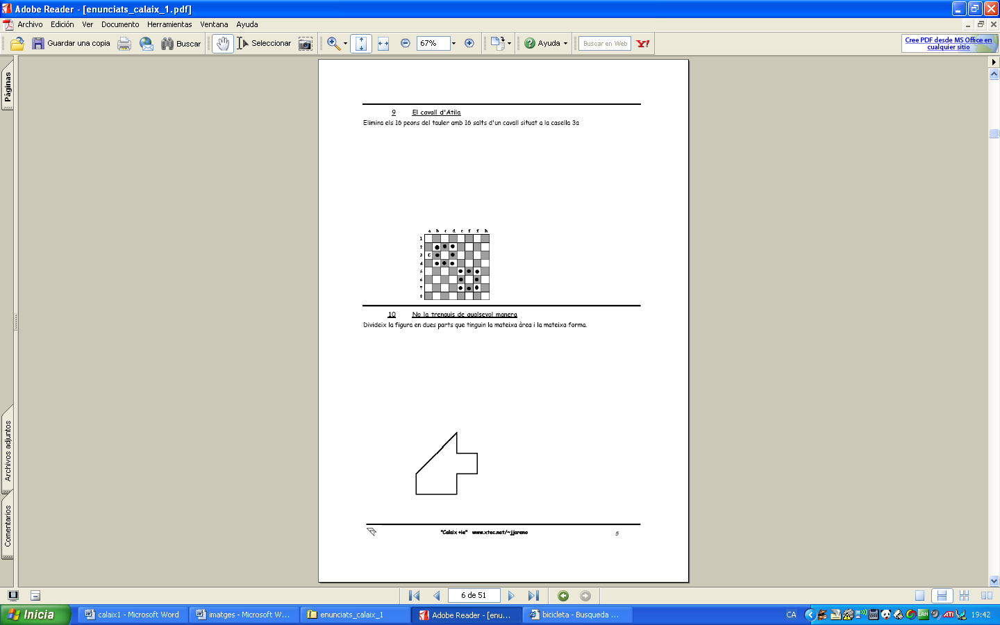 Adobe Reader - [enunciats_calaix_1.pdf]
Archivo Edición Ver Documento Herramientas Ventana Ayuda
Guardar una copia Buscar Seleccionar 67% Ayuda Buscar en Web Y!
Cree PDF desde MS Office en
cualquier sitio
Páginas
Archivos adjuntos
Comentarios
9 El cavall d'Atila
Elimina els 16 peons del tauler amb 16 salts d'un cavall situat a la casella 3a
a b c d e f f h
1
2
3 C
4
5
6
7
8
10 No la trenquis de qualsevol manera
Divideix la figura en dues parts que tinguin la mateixa àrea i la mateixa forma.
"Calaix +ie" www.xtec.net/~jjareno 5
6 de 51
Inicia calaix1 - Microsoft Word imatges - Microsoft W... enunciats_calaix_1 Adobe Reader - [enu... bicicleta - Busqueda ... CA LAN ATI 19:42